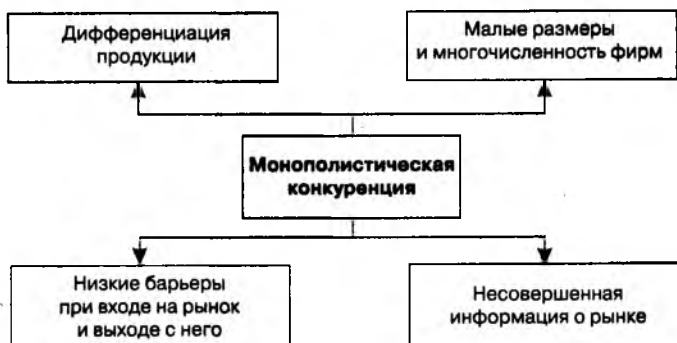 Дифференциация
продукции
Малые размеры
и многочисленность фирм
Монополистическая
конкуренция
Низкие барьеры
при входе на рынок
и выходе с него
Несовершенная
информация о рынке